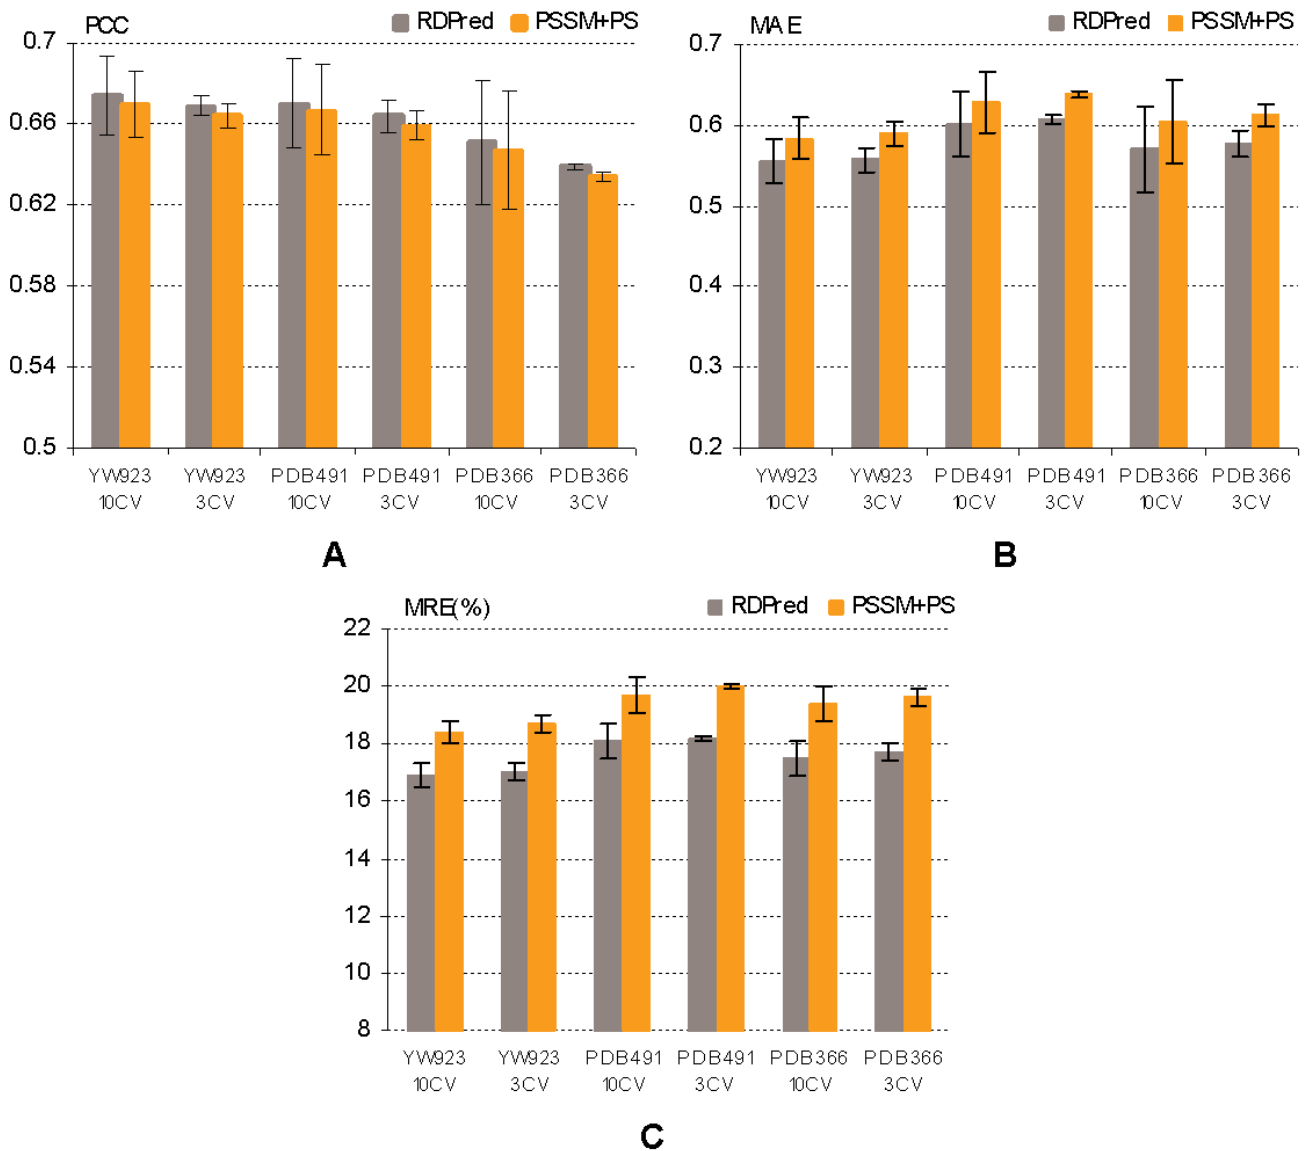 PCC RDPred PSSM+PS
0.7
0.66
0.62
0.58
0.54
0.5
YW923 YW923 PDB491 PDB491 PDB366 PDB366
10CV 3CV 10CV 3CV 10CV 3CV
A
MAE RDPred PSSM+PS
0.7
0.6
0.5
0.4
0.3
0.2
YW923 YW923 PDB491 PDB491 PDB366 PDB366
10CV 3CV 10CV 3CV 10CV 3CV
B
MRE(%) RDPred PSSM+PS
22
20
18
16
14
12
10
8
YW923 YW923 PDB491 PDB491 PDB366 PDB366
10CV 3CV 10CV 3CV 10CV 3CV
C